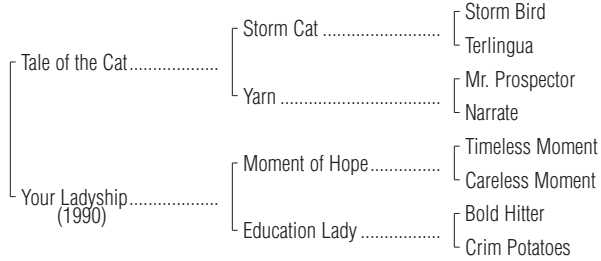 Storm Bird
Storm Cat ........................
Terlingua
Tale of the Cat..................
Mr. Prospector
Yarn .................................
Narrate
Timeless Moment
Moment of Hope..............
Careless Moment
Your Ladyship..................
(1990)
Bold Hitter
Education Lady ................
Crim Potatoes